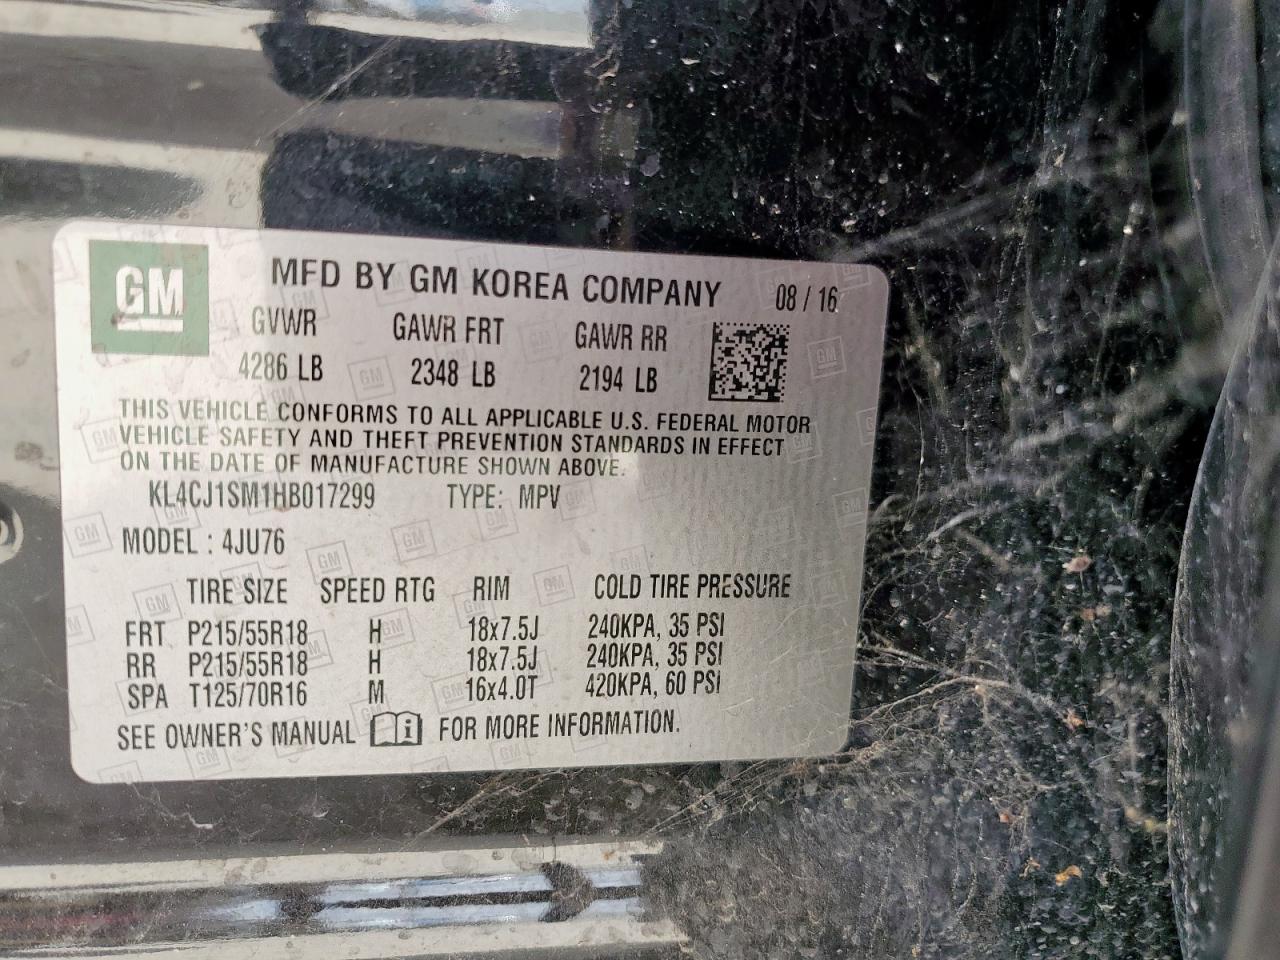 GM
MFD BY GM KOREA COMPANY 08 / 16
GVWR GAWR FRT GAWR RR
4286 LB 2348 LB 2194 LB
THIS VEHICLE CONFORMS TO ALL APPLICABLE U.S. FEDERAL MOTOR
VEHICLE SAFETY AND THEFT PREVENTION STANDARDS IN EFFECT
ON THE DATE OF MANUFACTURE SHOWN ABOVE.
KL4CJ1SM1HB017299 TYPE: MPV
MODEL : 4JU76
TIRE SIZE SPEED RTG RIM COLD TIRE PRESSURE
FRT P215/55R18 H 18x7.5J 240KPA, 35 PSI
RR P215/55R18 H 18x7.5J 240KPA, 35 PSI
SPA T125/70R16 M 16x4.0T 420KPA, 60 PSI
SEE OWNER'S MANUAL i FOR MORE INFORMATION.